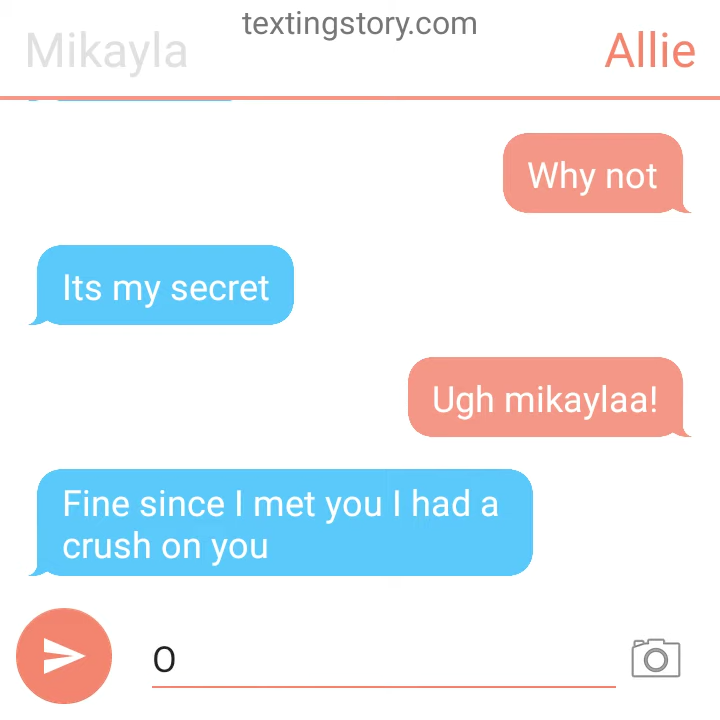 textingstory.com
Mikayla
Allie
Why not
Its my secret
Ugh mikaylaa!
Fine since I met you I had a
crush on you
O